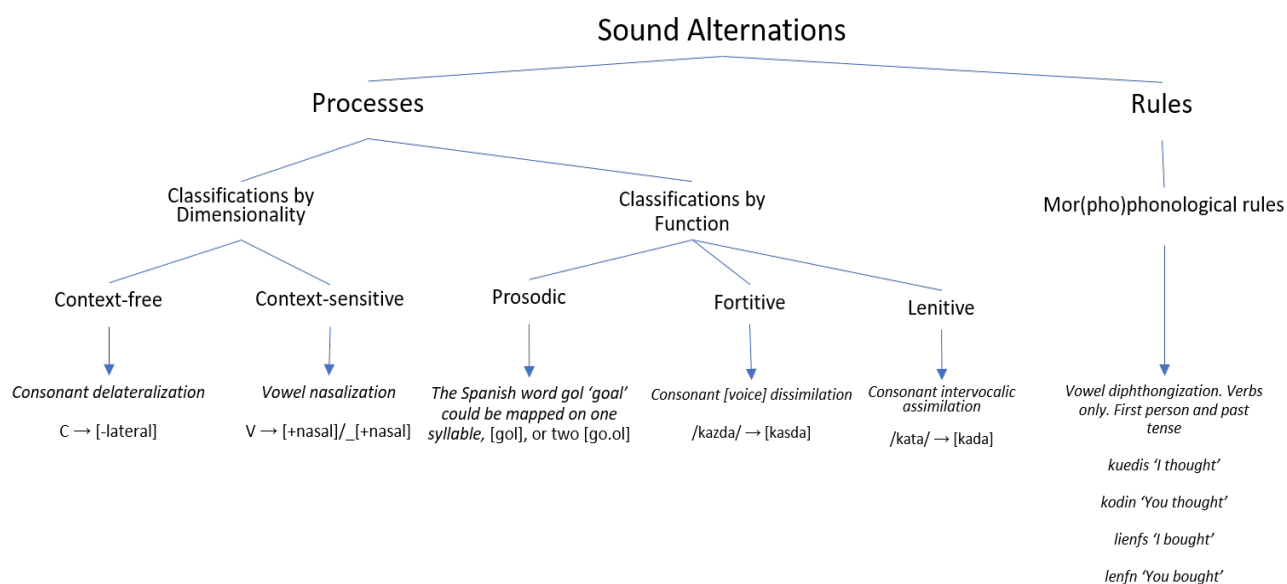 Sound Alternations
Processes
Rules
Classifications by
Dimensionality
Classifications by
Function
Mor(pho)phonological rules
Context-free
Context-sensitive
Prosodic
Fortitive
Lenitive
Consonant delateralization
C → [-lateral]
Vowel nasalization
V → [+nasal]/_[+nasal]
The Spanish word gol ‘goal’
could be mapped on one
syllable, [gol], or two [go.ol]
Consonant [voice] dissimilation
/kazda/ → [kasda]
Consonant intervocalic
assimilation
/kata/ → [kada]
Vowel diphthongization. Verbs
only. First person and past
tense
kuedis ‘I thought’
kodin ‘You thought’
lienfs ‘I bought’
lenfn ‘You bought’